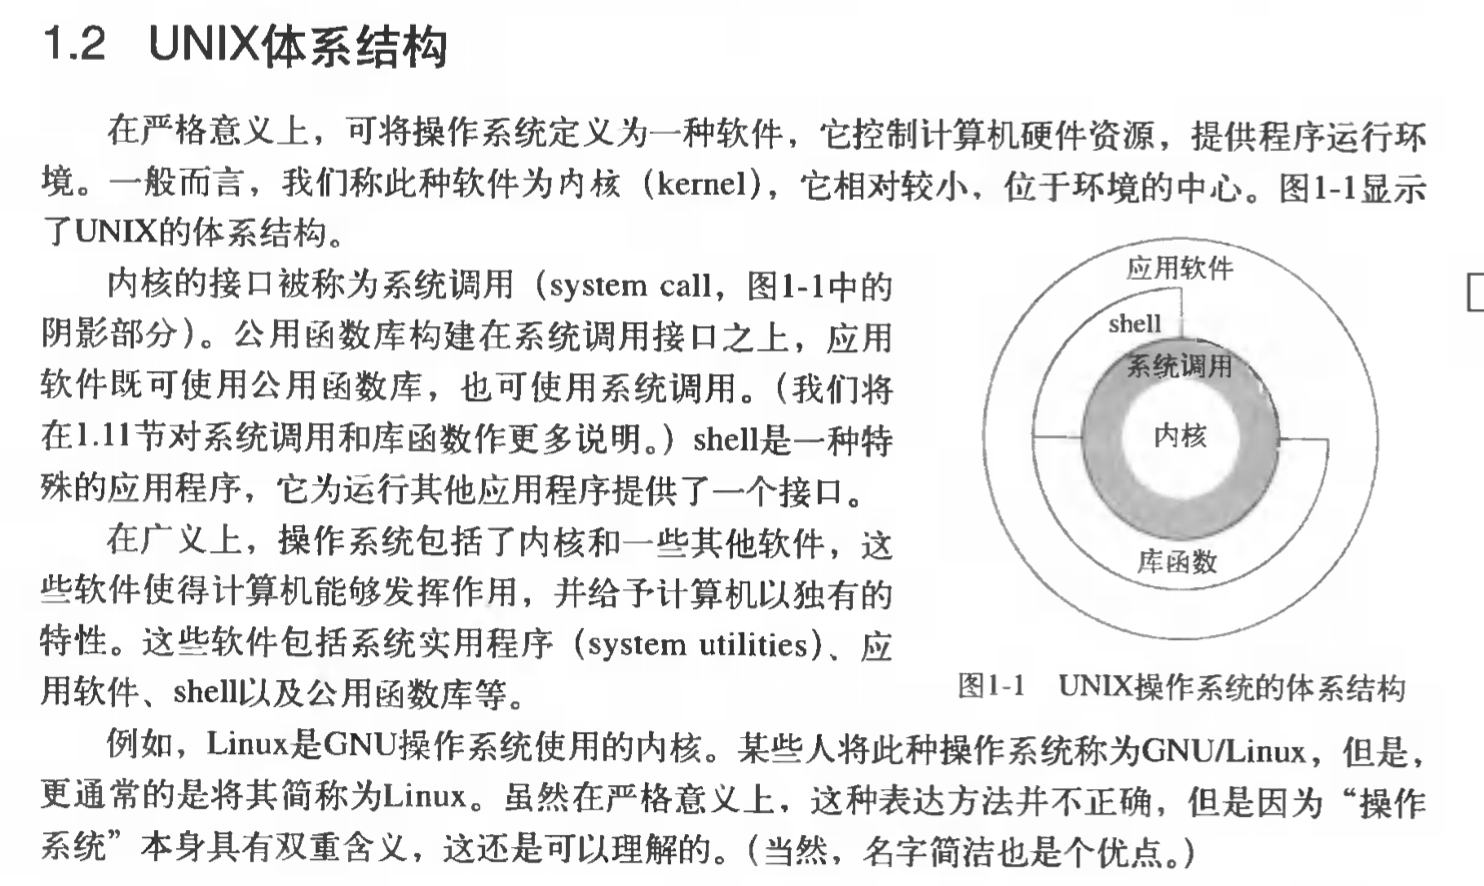 1.2 UNIX体系结构
在严格意义上，可将操作系统定义为一种软件，它控制计算机硬件资源，提供程序运行环
境。一般而言，我们称此种软件为内核（kernel），它相对较小，位于环境的中心。图1-1显示
了UNIX的体系结构。
内核的接口被称为系统调用（system call，图1-1中的
阴影部分）。公用函数库构建在系统调用接口之上，应用
软件既可使用公用函数库，也可使用系统调用。（我们将
在1.11节对系统调用和库函数作更多说明。）shell是一种特
殊的应用程序，它为运行其他应用程序提供了一个接口。
在广义上，操作系统包括了内核和一些其他软件，这
些软件使得计算机能够发挥作用，并给予计算机以独有的
特性。这些软件包括系统实用程序（system utilities）、应
用软件、shell以及公用函数库等。
应用软件
shell
系统调用
内核
库函数
图1-1 UNIX操作系统的体系结构
例如，Linux是GNU操作系统使用的内核。某些人将此种操作系统称为GNU/Linux，但是，
更通常的是将其简称为Linux。虽然在严格意义上，这种表达方法并不正确，但是因为“操作
系统”本身具有双重含义，这还是可以理解的。（当然，名字简洁也是个优点。）